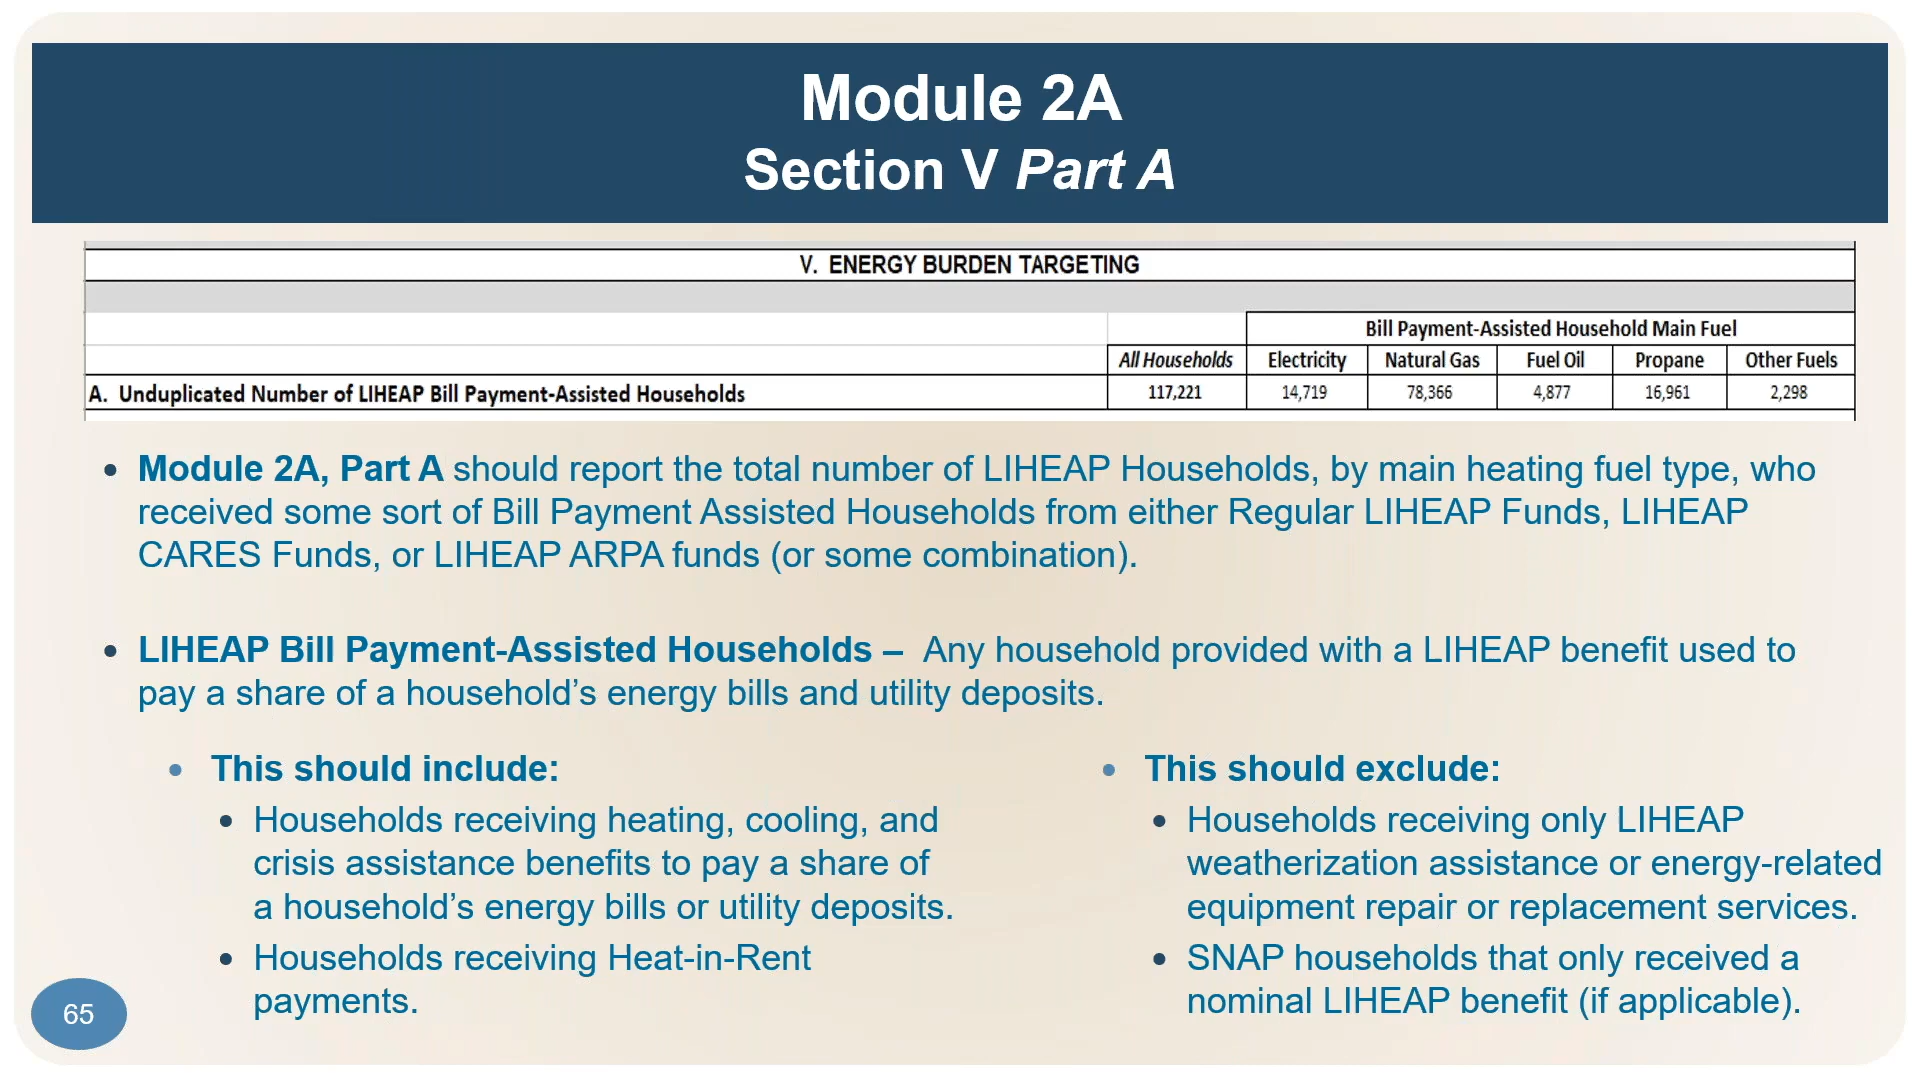 Module 2A
Section V Part A
V. ENERGY BURDEN TARGETING
Bill Payment-Assisted Household Main Fuel
All Households Electricity Natural Gas Fuel Oil Propane Other Fuels
A. Unduplicated Number of LIHEAP Bill Payment-Assisted Households 117,221 14,719 78,366 4,877 16,961 2,298
• Module 2A, Part A should report the total number of LIHEAP Households, by main heating fuel type, who
received some sort of Bill Payment Assisted Households from either Regular LIHEAP Funds, LIHEAP
CARES Funds, or LIHEAP ARPA funds (or some combination).
• LIHEAP Bill Payment-Assisted Households – Any household provided with a LIHEAP benefit used to
pay a share of a household’s energy bills and utility deposits.
• This should include:
• Households receiving heating, cooling, and
crisis assistance benefits to pay a share of
a household’s energy bills or utility deposits.
• Households receiving Heat-in-Rent
payments.
• This should exclude:
• Households receiving only LIHEAP
weatherization assistance or energy-related
equipment repair or replacement services.
• SNAP households that only received a
nominal LIHEAP benefit (if applicable).
65